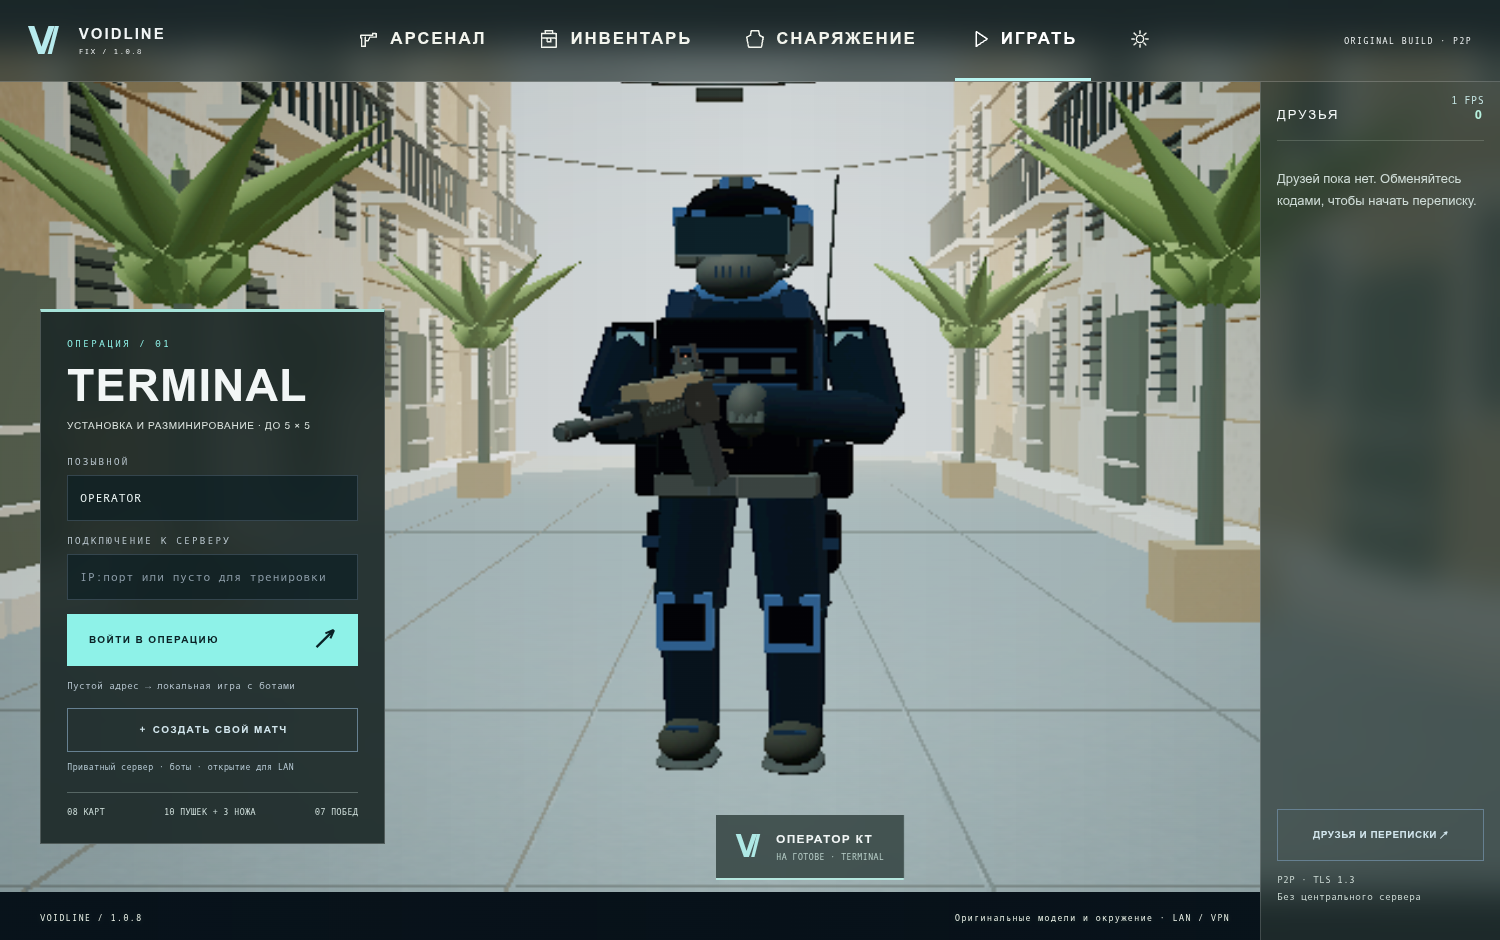 VOIDLINE
FIX / 1.0.8
АРСЕНАЛ
ИНВЕНТАРЬ
СНАРЯЖЕНИЕ
ИГРАТЬ
ORIGINAL BUILD · P2P
1 FPS
ДРУЗЬЯ
0
Друзей пока нет. Обменяйтесь
кодами, чтобы начать переписку.
ОПЕРАЦИЯ / 01
TERMINAL
УСТАНОВКА И РАЗМИНИРОВАНИЕ · ДО 5 × 5
ПОЗЫВНОЙ
OPERATOR
ПОДКЛЮЧЕНИЕ К СЕРВЕРУ
IP:порт или пусто для тренировки
ВОЙТИ В ОПЕРАЦИЮ
Пустой адрес → локальная игра с ботами
+ СОЗДАТЬ СВОЙ МАТЧ
Приватный сервер · боты · открытие для LAN
08 КАРТ
10 ПУШЕК + 3 НОЖА
07 ПОБЕД
ОПЕРАТОР КТ
НА ГОТОВЕ · TERMINAL
ДРУЗЬЯ И ПЕРЕПИСКИ ↗
P2P · TLS 1.3
Без центрального сервера
VOIDLINE / 1.0.8
Оригинальные модели и окружение · LAN / VPN